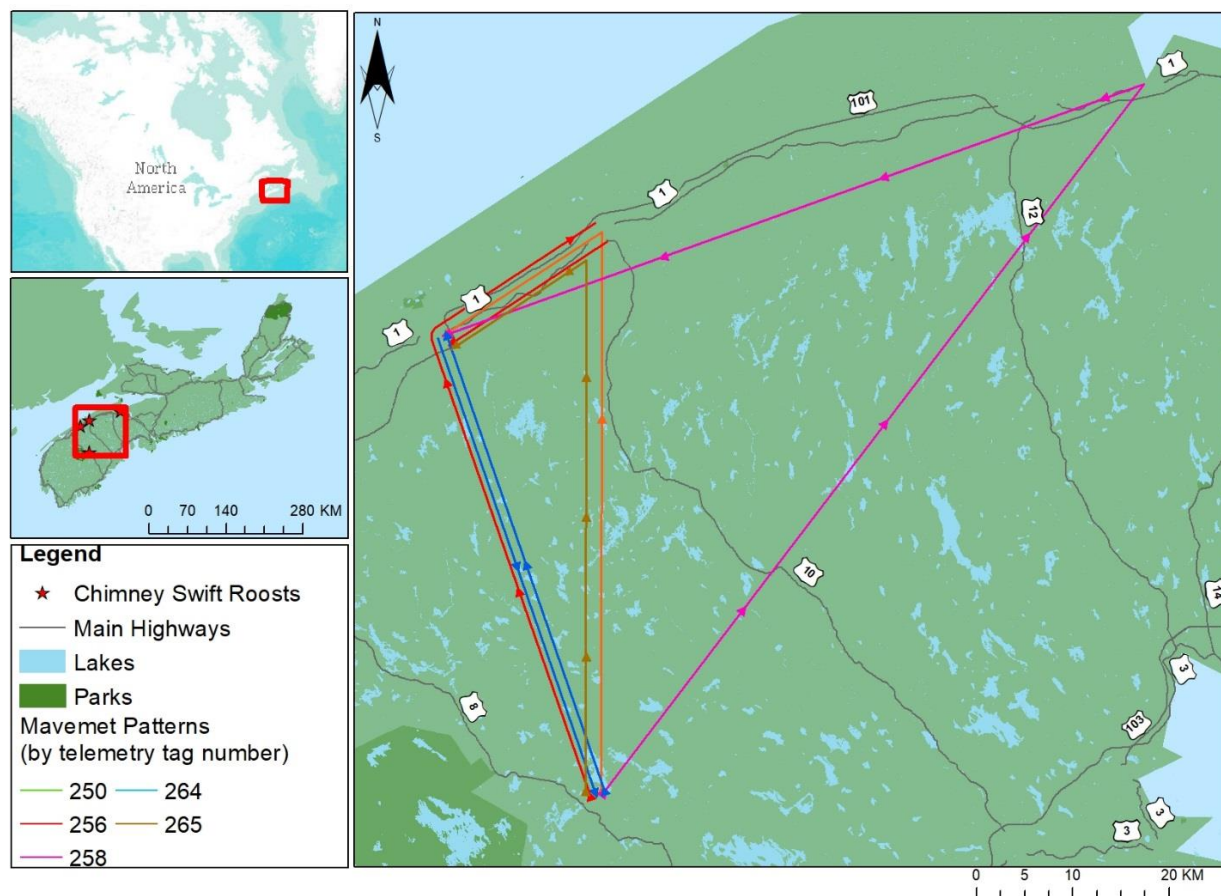 North
America
0 70 140 280 KM
Legend
Chimney Swift Roosts
Main Highways
Lakes
Parks
Mavemet Patterns
(by telemetry tag number)
250 264
256 265
258
N
S
1
101
1
12
1
1
10
14
8
3
103
3
3
0 5 10 20 KM